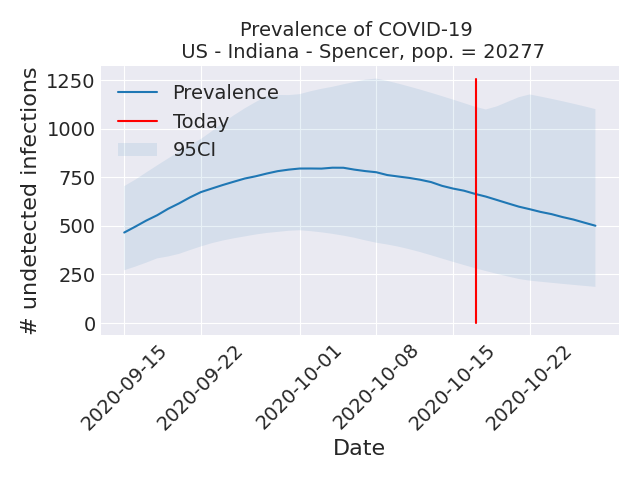 Prevalence of COVID-19
US - Indiana - Spencer, pop. = 20277
# undetected infections
1250
1000
750
500
250
0
Prevalence
Today
95CI
2020-09-15
2020-09-22
2020-10-01
2020-10-08
2020-10-15
2020-10-22
Date